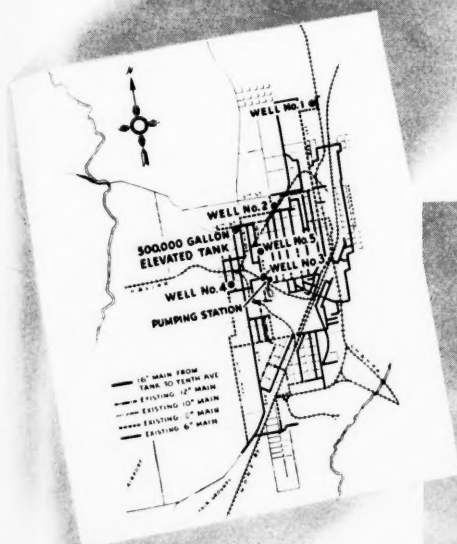 N
WELL No.1
WELL No.2
500,000 GALLON
ELEVATED TANK
WELL No.5
WELL No.3
WELL No.4
PUMPING STATION
16" MAIN FROM
TANK TO TENTH AVE
EXISTING 12" MAIN
EXISTING 10" MAIN
EXISTING 8" MAIN
EXISTING 6" MAIN